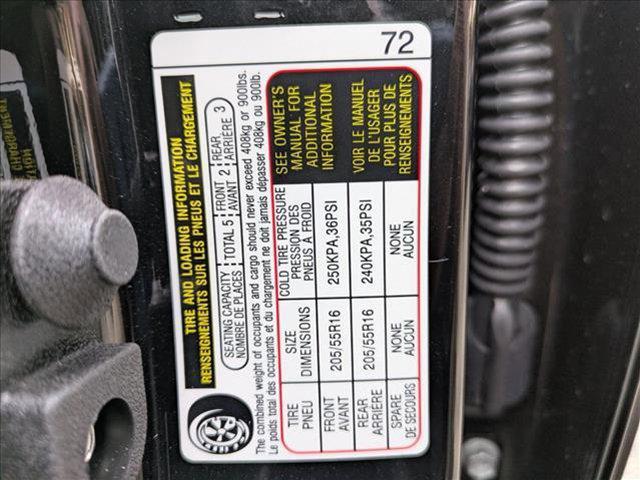 TIRE AND LOADING INFORMATION
RENSEIGNEMENTS SUR LES PNEUS ET LE CHARGEMENT
SEATING CAPACITY TOTAL 5 FRONT 2 REAR 3
NOMBRE DE PLACES AVANT ARRIÈRE
The combined weight of occupants and cargo should never exceed 408kg or 900lbs.
Le poids total des occupants et du chargement ne doit jamais dépasser 408kg ou 900lb.
TIRE SIZE COLD TIRE PRESSURE
PNEU DIMENSIONS PRESSION DES
PNEUS A FROID
FRONT 205/55R16 250KPA,36PSI
AVANT
REAR 205/55R16 240KPA,35PSI
ARRIERE
SPARE NONE NONE
DE SECOURS AUCUN AUCUN
SEE OWNER'S
MANUAL FOR
ADDITIONAL
INFORMATION
VOIR LE MANUEL
DE L'USAGER
POUR PLUS DE
RENSEIGNEMENTS
72